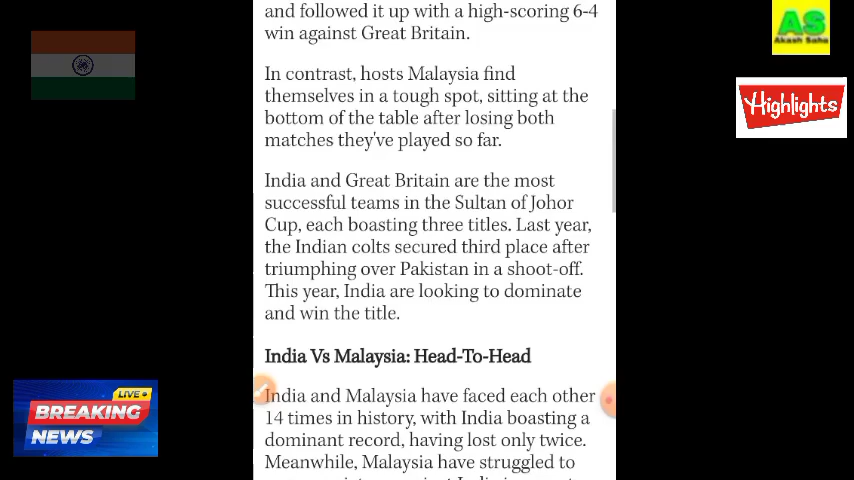 and followed it up with a high-scoring 6-4
win against Great Britain.
In contrast, hosts Malaysia find
themselves in a tough spot, sitting at the
bottom of the table after losing both
matches they've played so far.
India and Great Britain are the most
successful teams in the Sultan of Johor
Cup, each boasting three titles. Last year,
the Indian colts secured third place after
triumphing over Pakistan in a shoot-off.
This year, India are looking to dominate
and win the title.
India Vs Malaysia: Head-To-Head
India and Malaysia have faced each other
14 times in history, with India boasting a
dominant record, having lost only twice.
Meanwhile, Malaysia have struggled to
AS
Akash Saha
Highlights
LIVE
BREAKING
NEWS